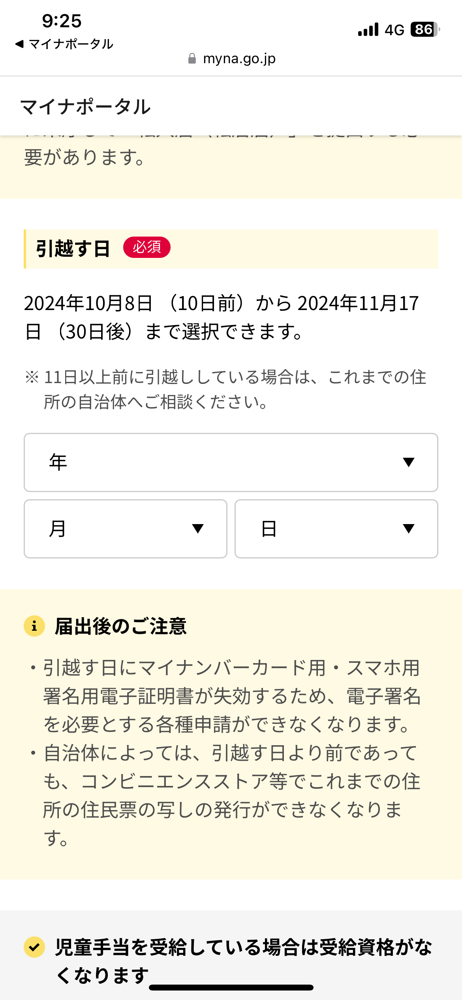 9:25
◀ マイナポータル
4G
86
myna.go.jp
マイナポータル
要があります。
引越す日 必須
2024年10月8日 （10日前）から 2024年11月17
日 （30日後）まで選択できます。
※ 11日以上前に引越ししている場合は、これまでの住
所の自治体へご相談ください。
年 ▼
月 ▼ 日 ▼
届出後のご注意
・引越す日にマイナンバーカード用・スマホ用
署名用電子証明書が失効するため、電子署名
を必要とする各種申請ができなくなります。
・自治体によっては、引越す日より前であって
も、コンビニエンスストア等でこれまでの住
所の住民票の写しの発行ができなくなりま
す。
児童手当を受給している場合は受給資格がな
くなります